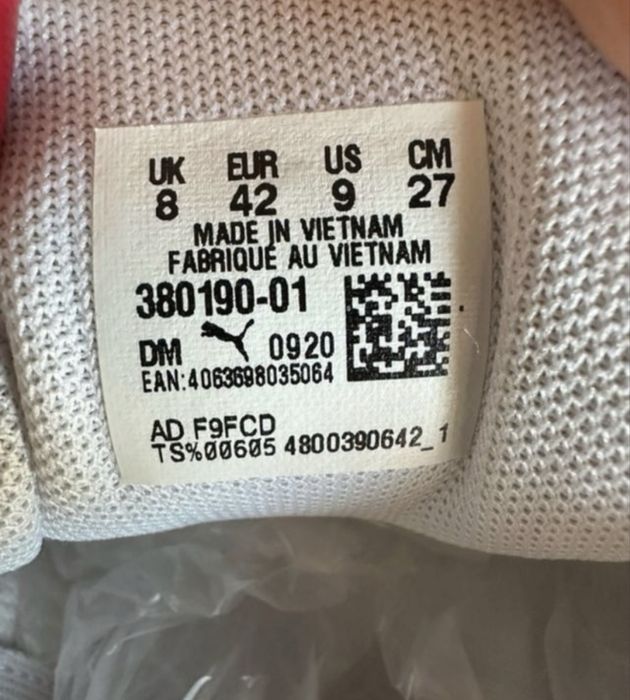 UK EUR US CM
8 42 9 27
MADE IN VIETNAM
FABRIQUÉ AU VIETNAM
380190-01
DM 0920
EAN:4063698035064
AD F9FCD
TS%00605 4800390642_1